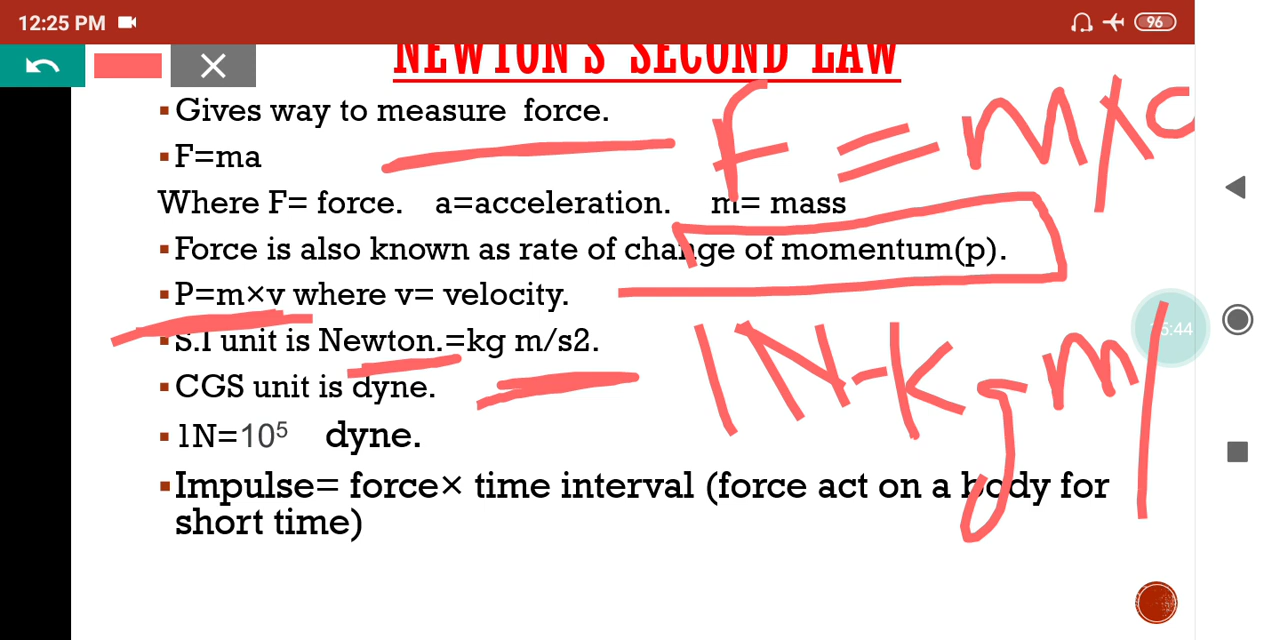 12:25 PM
96
NEWTON'S SECOND LAW
▪Gives way to measure force.
▪F=ma
F = m x
Where F= force. a=acceleration. m= mass
▪Force is also known as rate of change of momentum(p).
▪P=m×v where v= velocity.
▪S.I unit is Newton.=kg m/s2.
:44
1N-kgm/
▪CGS unit is dyne.
▪1N=10⁵ dyne.
▪Impulse= force× time interval (force act on a body for
short time)